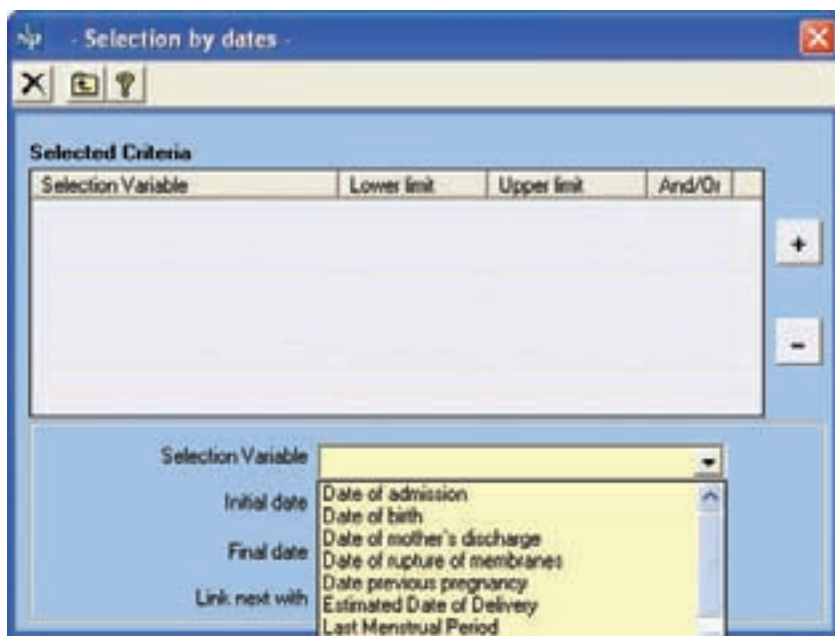 - Selection by dates -
Selected Criteria
Selection Variable Lower limit Upper limit And/Or
+
-
Selection Variable
Initial date
Final date
Link next with
Date of admission
Date of birth
Date of mother's discharge
Date of rupture of membranes
Date previous pregnancy
Estimated Date of Delivery
Last Menstrual Period